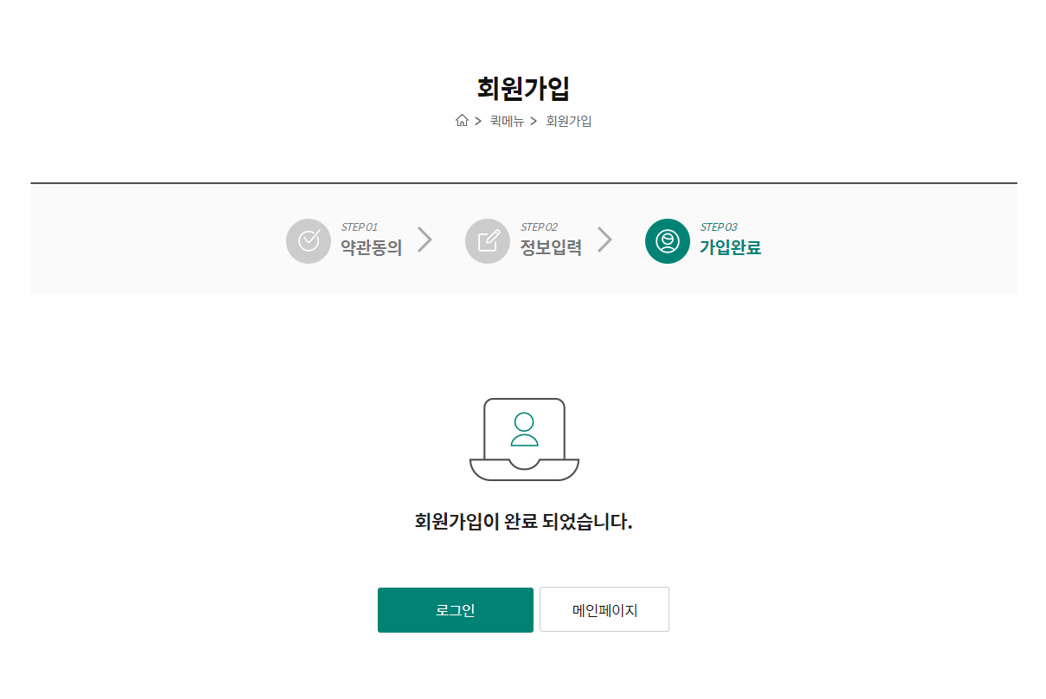 회원가입
> 퀵메뉴 > 회원가입
STEP 01
약관동의
STEP 02
정보입력
STEP 03
가입완료
회원가입이 완료 되었습니다.
로그인
메인페이지